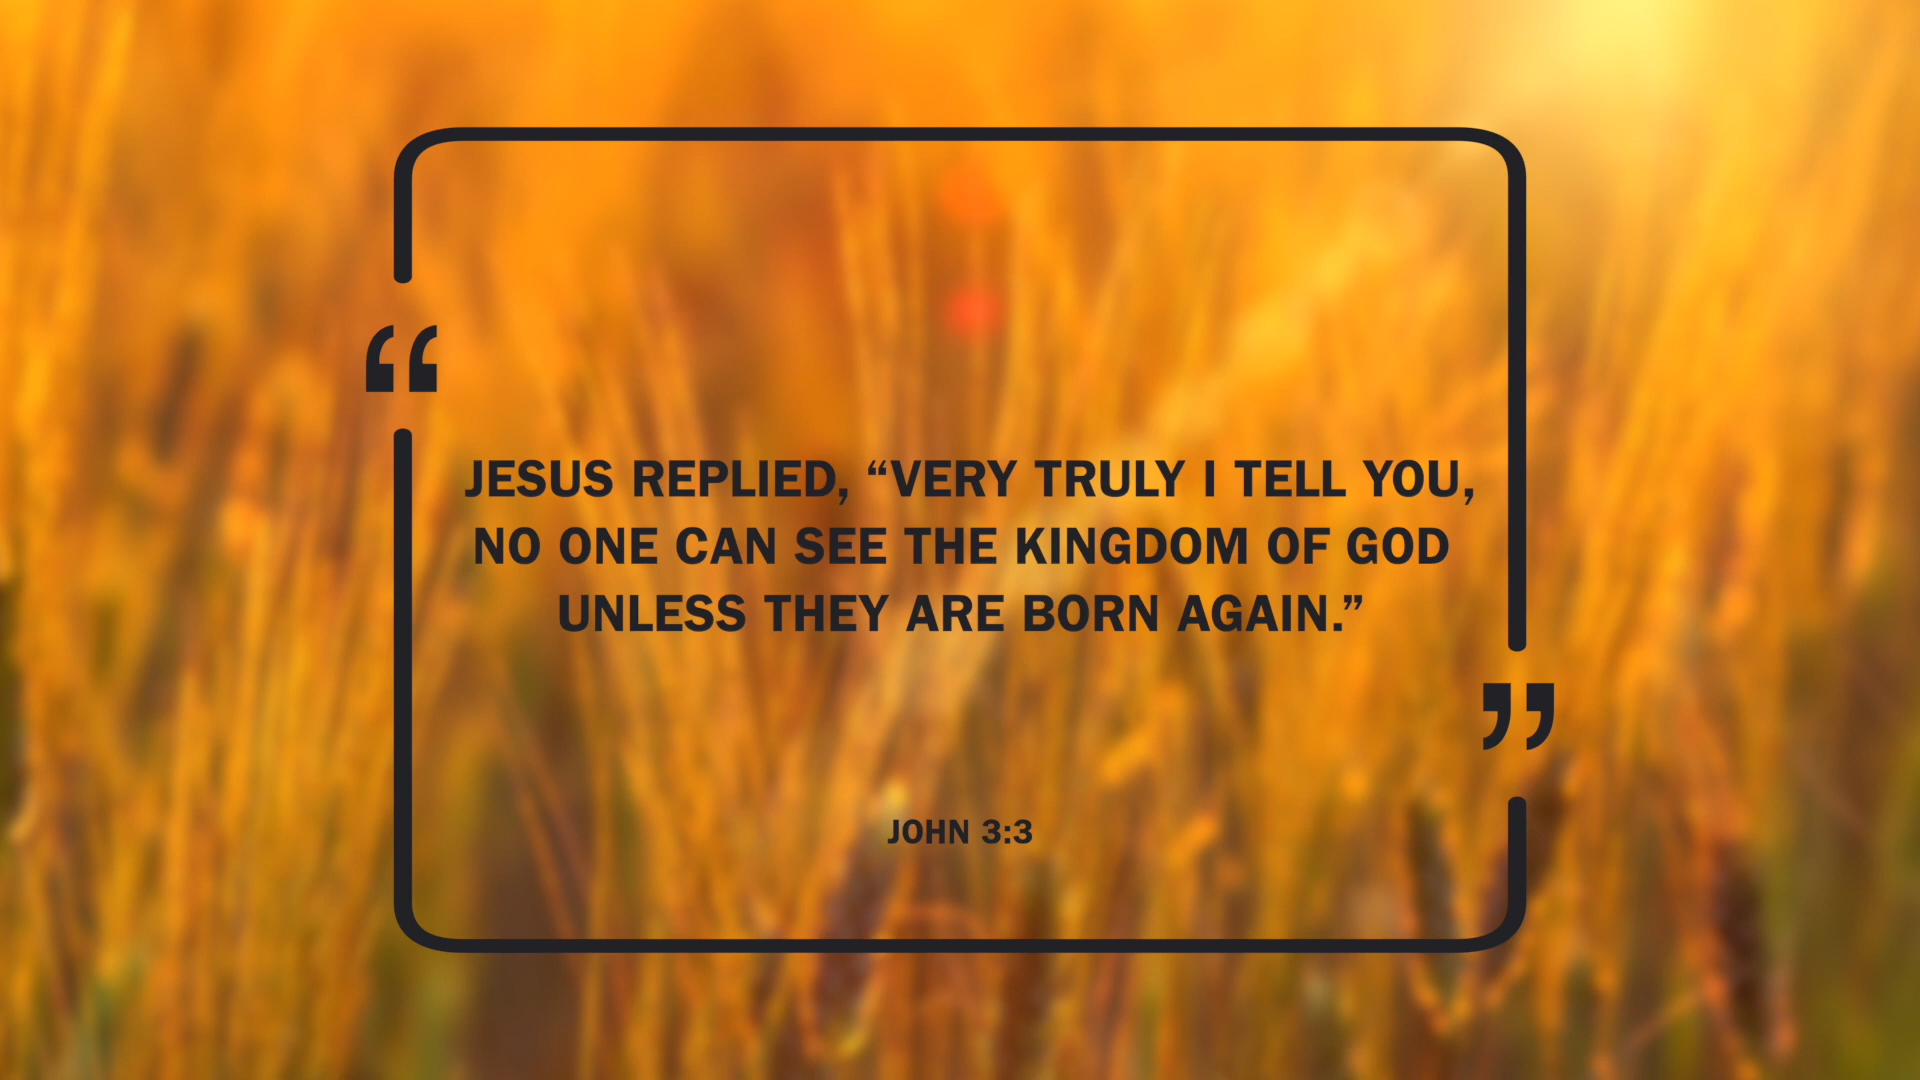 “
JESUS REPLIED, “VERY TRULY I TELL YOU,
NO ONE CAN SEE THE KINGDOM OF GOD
UNLESS THEY ARE BORN AGAIN.”
”
JOHN 3:3